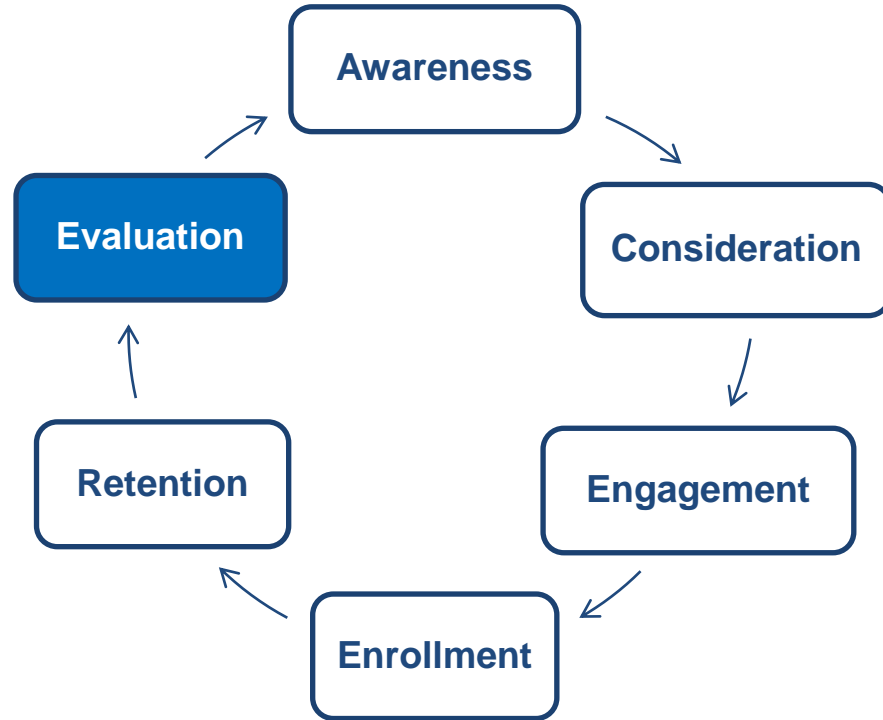 Awareness
Consideration
Engagement
Enrollment
Retention
Evaluation